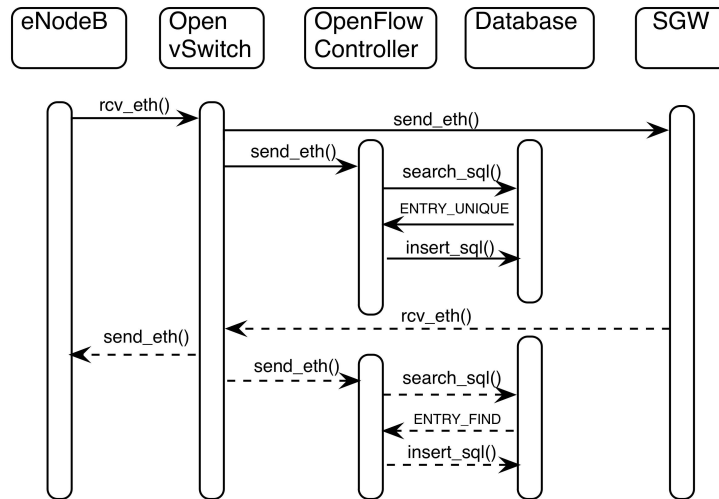 eNodeB
Open
vSwitch
OpenFlow
Controller
Database
SGW
rcv_eth()
send_eth()
send_eth()
search_sql()
ENTRY_UNIQUE
insert_sql()
rcv_eth()
send_eth()
send_eth()
search_sql()
ENTRY_FIND
insert_sql()